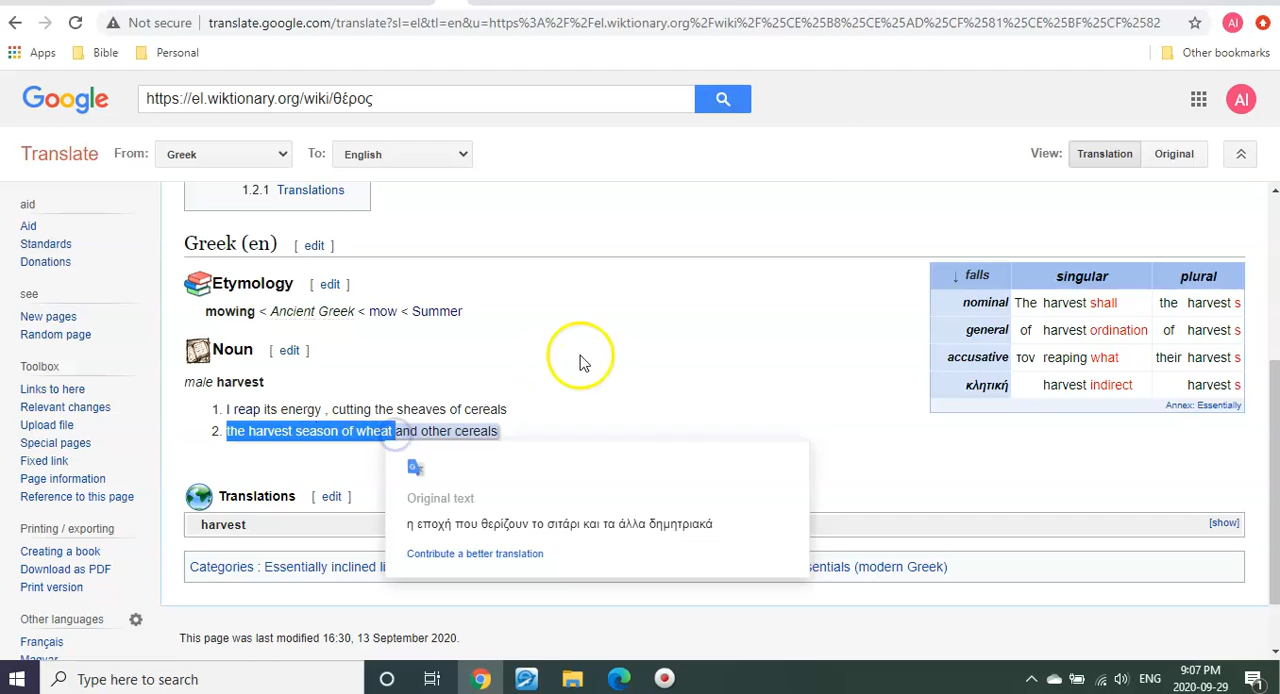 Not secure
translate.google.com/translate?sl=el&tl=en&u=https%3A%2F%2Fel.wiktionary.org%2Fwiki%2F%25CE%25B8%25CE%25AD%25CF%2581%25CE%25BF%25CF%2582
AI
Apps
Bible
Personal
Other bookmarks
Google
https://el.wiktionary.org/wiki/θέρος
AI
Translate
From:
Greek
To:
English
View:
Translation
Original
aid
Aid
Standards
Donations
see
New pages
Random page
Toolbox
Links to here
Relevant changes
Upload file
Special pages
Fixed link
Page information
Reference to this page
Printing / exporting
Creating a book
Download as PDF
Print version
Other languages
Français
Magyar
1.2.1 Translations
Greek (en) [ edit ]
Etymology [ edit ]
mowing < Ancient Greek < mow < Summer
Noun [ edit ]
male harvest
1. I reap its energy , cutting the sheaves of cereals
2. the harvest season of wheat and other cereals
Original text
η εποχή που θερίζουν το σιτάρι και τα άλλα δημητριακά
Contribute a better translation
Translations [ edit ]
harvest
[show]
Categories : Essentially inclined li
sentials (modern Greek)
This page was last modified 16:30, 13 September 2020.
↓ falls singular plural
nominal The harvest shall the harvest s
general of harvest ordination of harvest s
accusative τον reaping what their harvest s
κλητική harvest indirect harvest s
Annex: Essentially
Type here to search
ENG
9:07 PM
2020-09-29
1